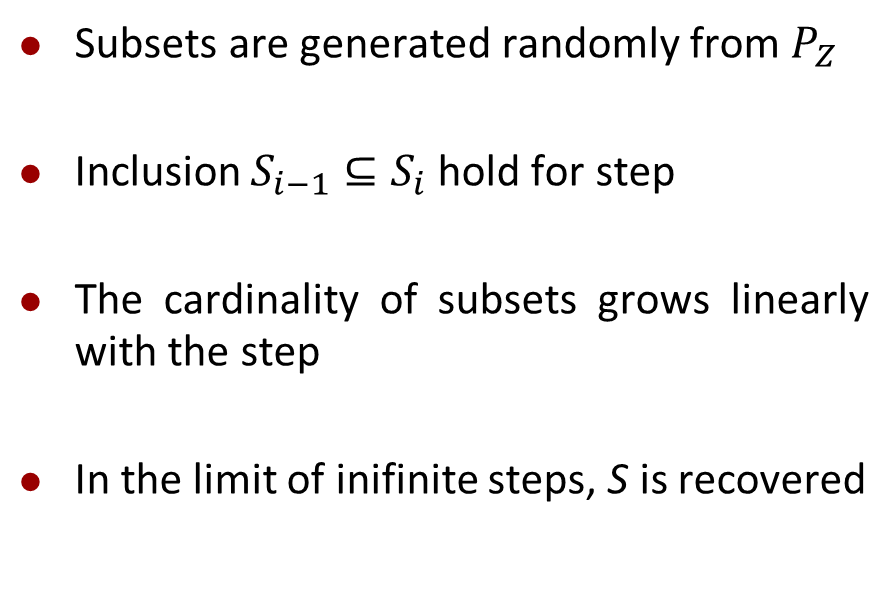 • Subsets are generated randomly from $P_Z$
• Inclusion $S_{i-1} \subseteq S_i$ hold for step
• The cardinality of subsets grows linearly
with the step
• In the limit of inifinite steps, S is recovered